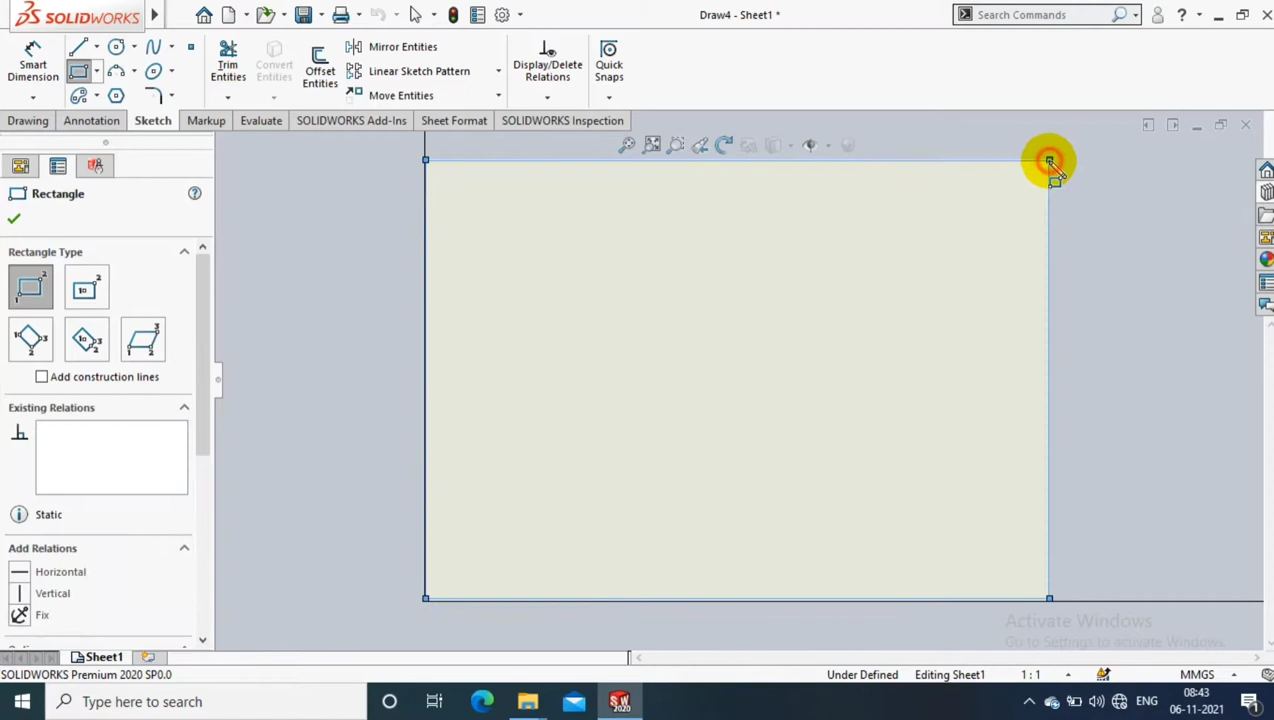 SOLIDWORKS
Draw4 - Sheet1 *
Search Commands
Smart Dimension
Trim Entities
Convert Entities
Offset Entities
Mirror Entities
Linear Sketch Pattern
Move Entities
Display/Delete Relations
Quick Snaps
Drawing
Annotation
Sketch
Markup
Evaluate
SOLIDWORKS Add-Ins
Sheet Format
SOLIDWORKS Inspection
Rectangle
Rectangle Type
Add construction lines
Existing Relations
Static
Add Relations
Horizontal
Vertical
Fix
Activate Windows
Go to Settings to activate Windows.
Sheet1
SOLIDWORKS Premium 2020 SP0.0
Under Defined
Editing Sheet1
1 : 1
MMGS
Type here to search
ENG
08:43
06-11-2021